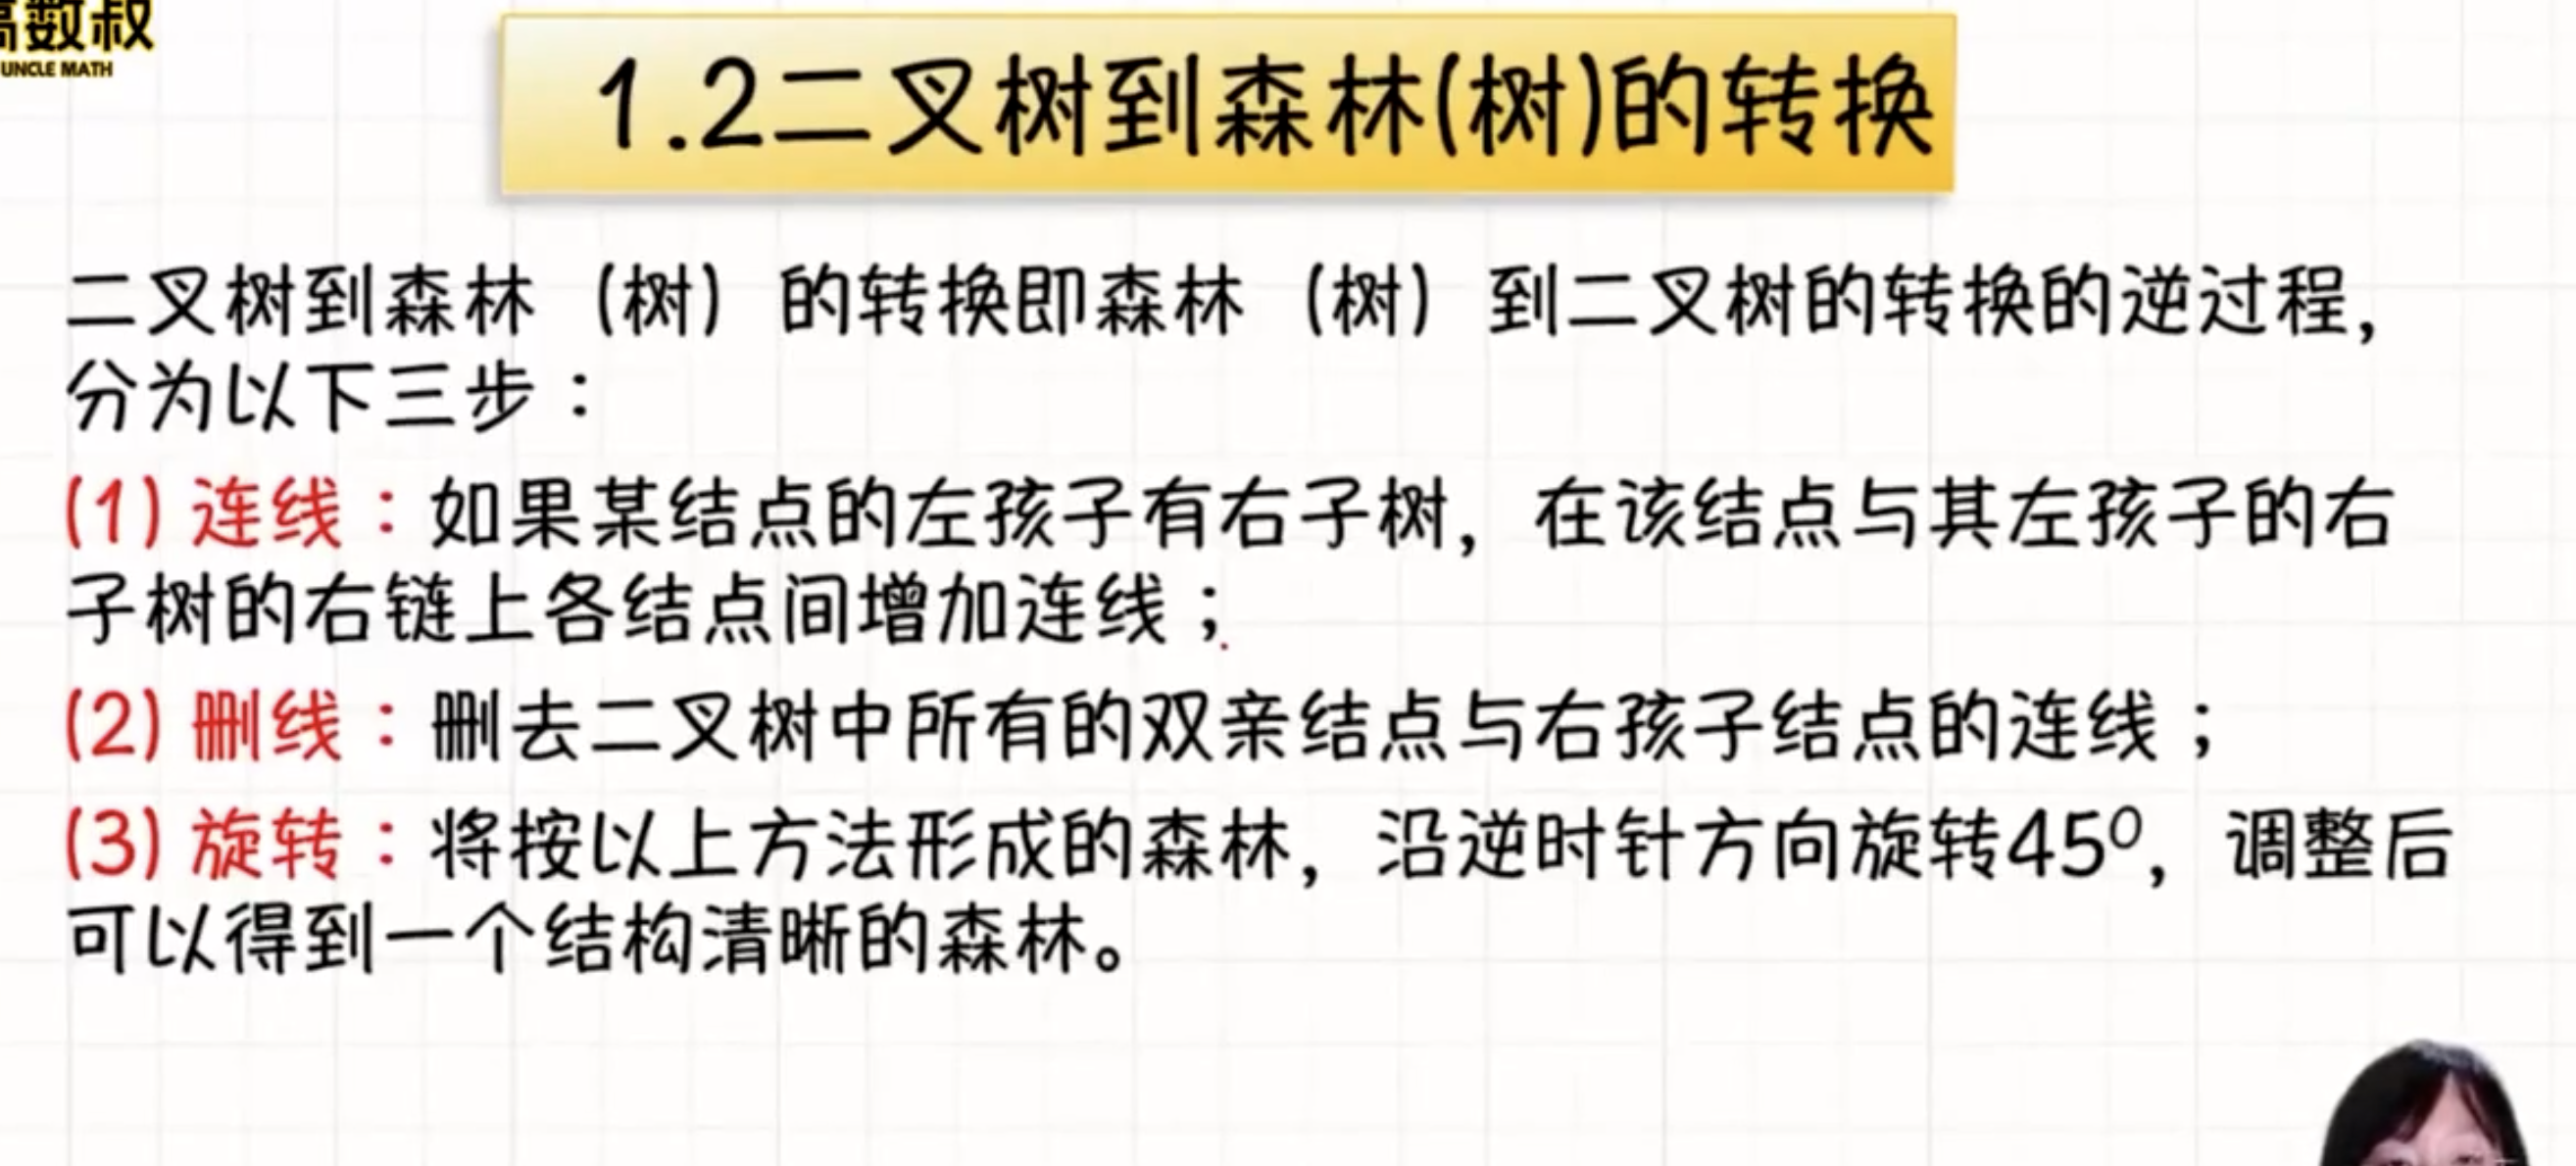 高数叔
UNCLE MATH
1.2二叉树到森林(树)的转换
二叉树到森林（树）的转换即森林（树）到二叉树的转换的逆过程,
分为以下三步：
(1) 连线：如果某结点的左孩子有右子树，在该结点与其左孩子的右
子树的右链上各结点间增加连线；
(2) 删线：删去二叉树中所有的双亲结点与右孩子结点的连线；
(3) 旋转：将按以上方法形成的森林，沿逆时针方向旋转45⁰，调整后
可以得到一个结构清晰的森林。